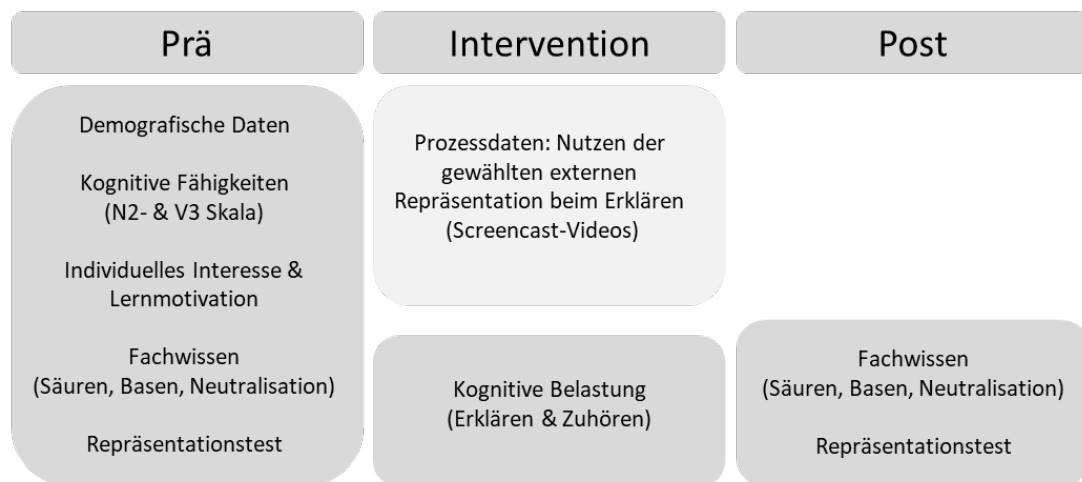 Prä
Demografische Daten
Kognitive Fähigkeiten
(N2- & V3 Skala)
Individuelles Interesse &
Lernmotivation
Fachwissen
(Säuren, Basen, Neutralisation)
Repräsentationstest
Intervention
Prozessdaten: Nutzen der
gewählten externen
Repräsentation beim Erklären
(Screencast-Videos)
Kognitive Belastung
(Erklären & Zuhören)
Post
Fachwissen
(Säuren, Basen, Neutralisation)
Repräsentationstest